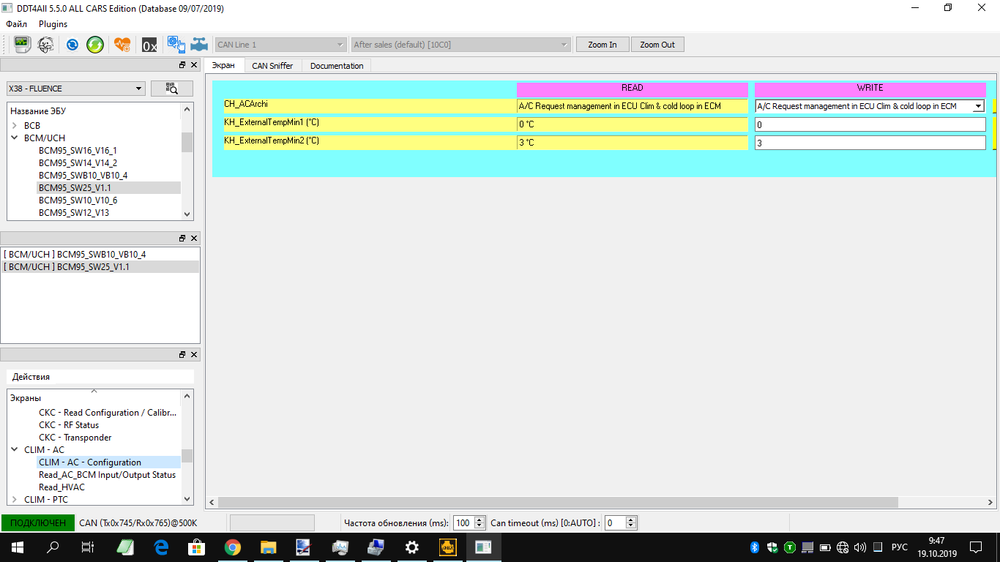 DDT4All 5.5.0 ALL CARS Edition (Database 09/07/2019)
Файл Plugins
0x CAN Line 1 After sales (default) [10C0] Zoom In Zoom Out
Экран CAN Sniffer Documentation
X38 - FLUENCE
Название ЭБУ
BCB
BCM/UCH
BCM95_SW16_V16_1
BCM95_SW14_V14_2
BCM95_SWB10_VB10_4
BCM95_SW25_V1.1
BCM95_SW10_V10_6
BCM95_SW12_V13
[ BCM/UCH ] BCM95_SWB10_VB10_4
[ BCM/UCH ] BCM95_SW25_V1.1
Действия
Экраны
CKC - Read Configuration / Calibr...
CKC - RF Status
CKC - Transponder
CLIM - AC
CLIM - AC - Configuration
Read_AC_BCM Input/Output Status
Read_HVAC
CLIM - PTC
READ WRITE
CH_ACArchi A/C Request management in ECU Clim & cold loop in ECM A/C Request management in ECU Clim & cold loop in ECM
KH_ExternalTempMin1 (°C) 0 °C 0
KH_ExternalTempMin2 (°C) 3 °C 3
ПОДКЛЮЧЕН CAN (Tx0x745/Rx0x765)@500K Частота обновления (ms): 100 Can timeout (ms) [0:AUTO] : 0
CHECK РУС 9:47
19.10.2019